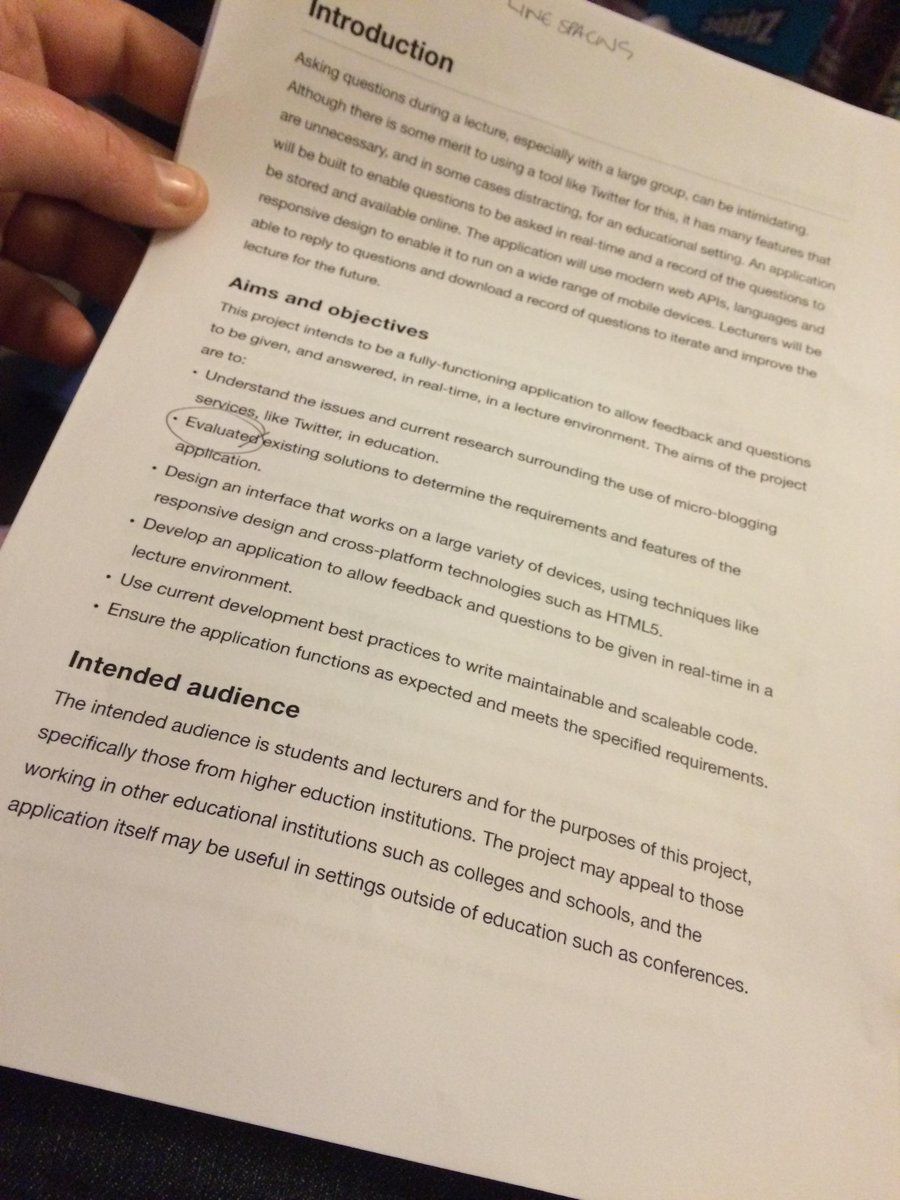 LINE SPACNS
Introduction
Asking questions during a lecture, especially with a large group, can be intimidating.
Although there is some merit to using a tool like Twitter for this, it has many features that
are unnecessary, and in some cases distracting, for an educational setting. An application
will be built to enable questions to be asked in real-time and a record of the questions to
be stored and available online. The application will use modern web APIs, languages and
responsive design to enable it to run on a wide range of mobile devices. Lecturers will be
able to reply to questions and download a record of questions to iterate and improve the
lecture for the future.
Aims and objectives
This project intends to be a fully-functioning application to allow feedback and questions
to be given, and answered, in real-time, in a lecture environment. The aims of the project
are to:
• Understand the issues and current research surrounding the use of micro-blogging
services, like Twitter, in education.
• Evaluated existing solutions to determine the requirements and features of the
application.
• Design an interface that works on a large variety of devices, using techniques like
responsive design and cross-platform technologies such as HTML5.
• Develop an application to allow feedback and questions to be given in real-time in a
lecture environment.
• Use current development best practices to write maintainable and scaleable code.
• Ensure the application functions as expected and meets the specified requirements.
Intended audience
The intended audience is students and lecturers and for the purposes of this project,
specifically those from higher eduction institutions. The project may appeal to those
working in other educational institutions such as colleges and schools, and the
application itself may be useful in settings outside of education such as conferences.